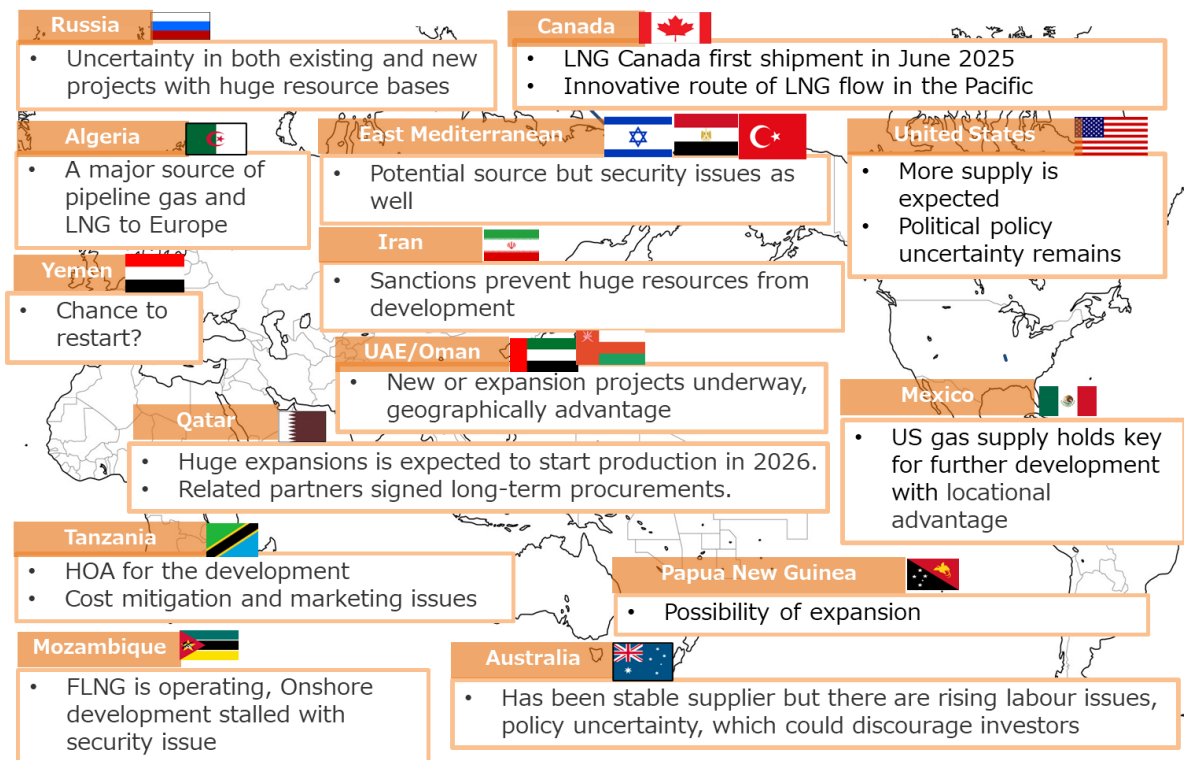 Russia
• Uncertainty in both existing and new
projects with huge resource bases
Canada
• LNG Canada first shipment in June 2025
• Innovative route of LNG flow in the Pacific
Algeria
• A major source of
pipeline gas and
LNG to Europe
East Mediterranean
• Potential source but security issues as
well
United States
• More supply is
expected
• Political policy
uncertainty remains
Iran
• Sanctions prevent huge resources from
development
Yemen
• Chance to
restart?
UAE/Oman
• New or expansion projects underway,
geographically advantage
Mexico
• US gas supply holds key
for further development
with locational
advantage
Qatar
• Huge expansions is expected to start production in 2026.
• Related partners signed long-term procurements.
Tanzania
• HOA for the development
• Cost mitigation and marketing issues
Papua New Guinea
• Possibility of expansion
Mozambique
• FLNG is operating, Onshore
development stalled with
security issue
Australia
• Has been stable supplier but there are rising labour issues,
policy uncertainty, which could discourage investors